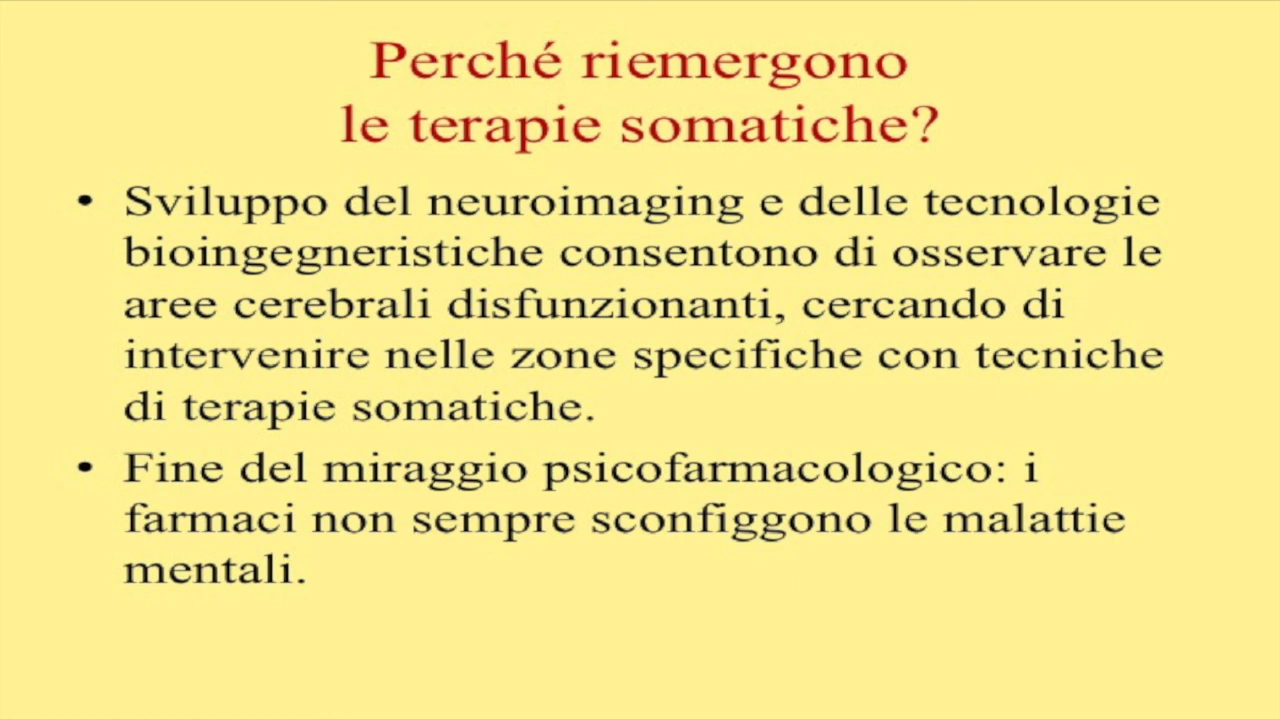 Perché riemergono
le terapie somatiche?
• Sviluppo del neuroimaging e delle tecnologie
bioingegneristiche consentono di osservare le
aree cerebrali disfunzionanti, cercando di
intervenire nelle zone specifiche con tecniche
di terapie somatiche.
• Fine del miraggio psicofarmacologico: i
farmaci non sempre sconfiggono le malattie
mentali.